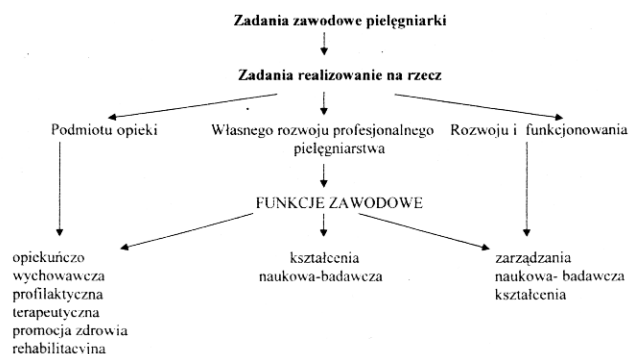 Zadania zawodowe pielęgniarki
Zadania realizowanie na rzecz
Podmiotu opieki
Własnego rozwoju profesjonalnego
pielęgniarstwa
Rozwoju i funkcjonowania
FUNKCJE ZAWODOWE
opiekuńczo
wychowawcza
profilaktyczna
terapeutyczna
promocja zdrowia
rehabilitacyjna
kształcenia
naukowa-badawcza
zarządzania
naukowa- badawcza
kształcenia